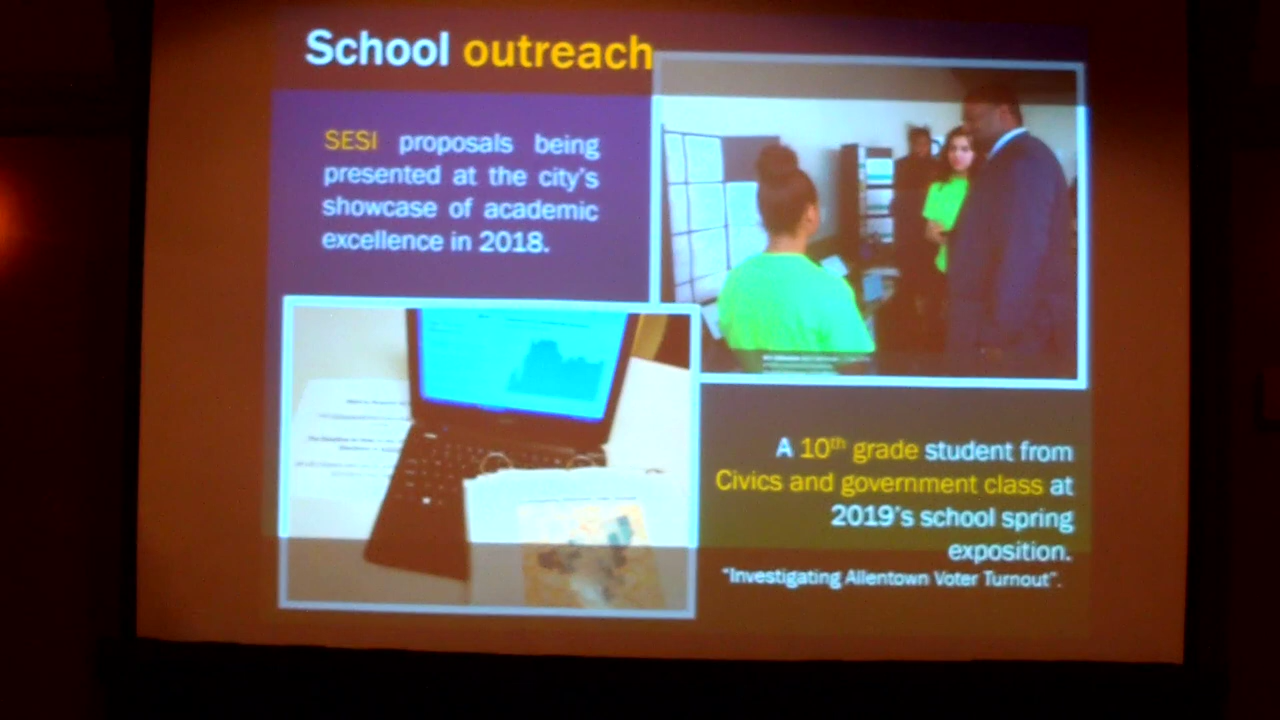 School outreach
SESI proposals being
presented at the city's
showcase of academic
excellence in 2018.
A 10th grade student from
Civics and government class at
2019's school spring
exposition.
"Investigating Allentown Voter Turnout".